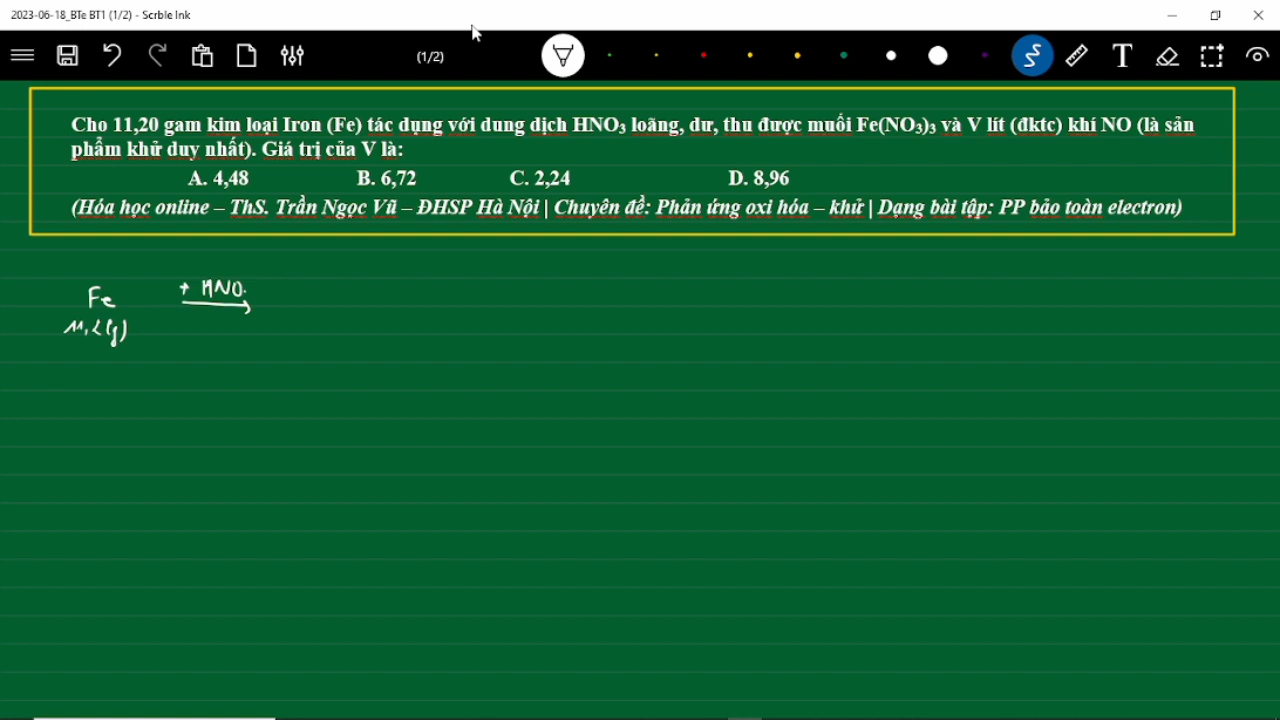 2023-06-18_BTe BT1 (1/2) - Scrble Ink
(1/2)
T
Cho 11,20 gam kim loại Iron (Fe) tác dụng với dung dịch HNO₃ loãng, dư, thu được muối Fe(NO₃)₃ và V lít (đktc) khí NO (là sản
phẩm khử duy nhất). Giá trị của V là:
A. 4,48 B. 6,72 C. 2,24 D. 8,96
(Hóa học online – ThS. Trần Ngọc Vũ – ĐHSP Hà Nội | Chuyên đề: Phản ứng oxi hóa – khử | Dạng bài tập: PP bảo toàn electron)
Fe + HNO
11,2(g)